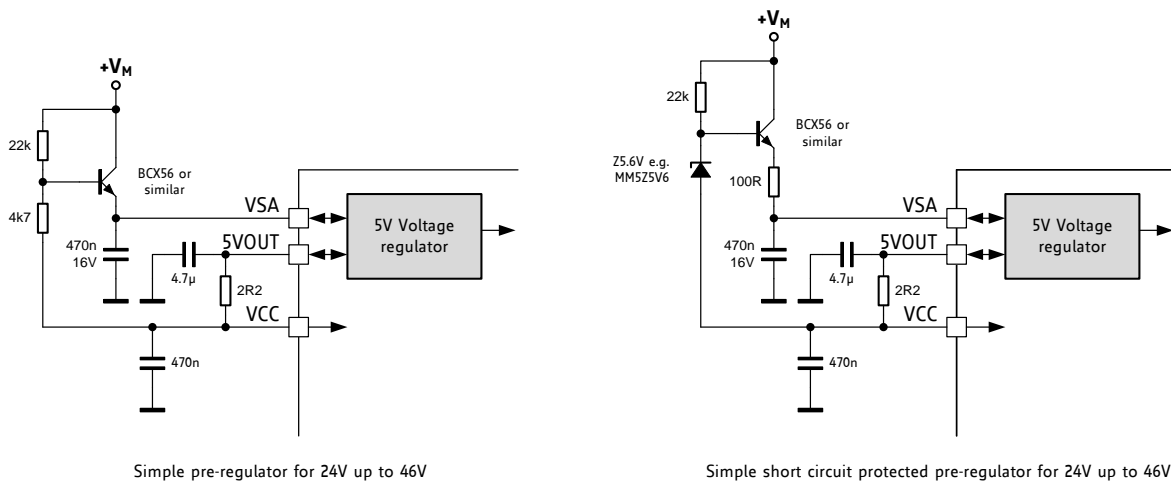 +VM
22k
BCX56 or
similar
4k7
VSA
5V Voltage
regulator
470n
16V
5VOUT
4.7µ
2R2
VCC
470n
Simple pre-regulator for 24V up to 46V
+VM
22k
BCX56 or
similar
Z5.6V e.g.
MM5Z5V6
100R
VSA
5V Voltage
regulator
470n
16V
5VOUT
4.7µ
2R2
VCC
470n
Simple short circuit protected pre-regulator for 24V up to 46V